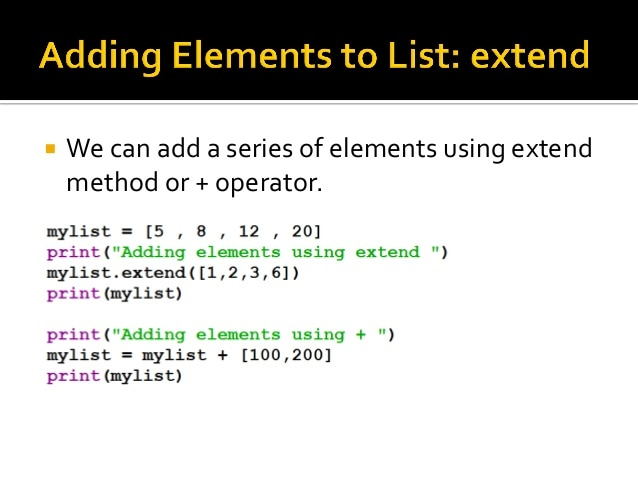 Adding Elements to List: extend
We can add a series of elements using extend
method or + operator.
mylist = [5 , 8 , 12 , 20]
print("Adding elements using extend ")
mylist.extend([1,2,3,6])
print(mylist)
print("Adding elements using + ")
mylist = mylist + [100,200]
print(mylist)